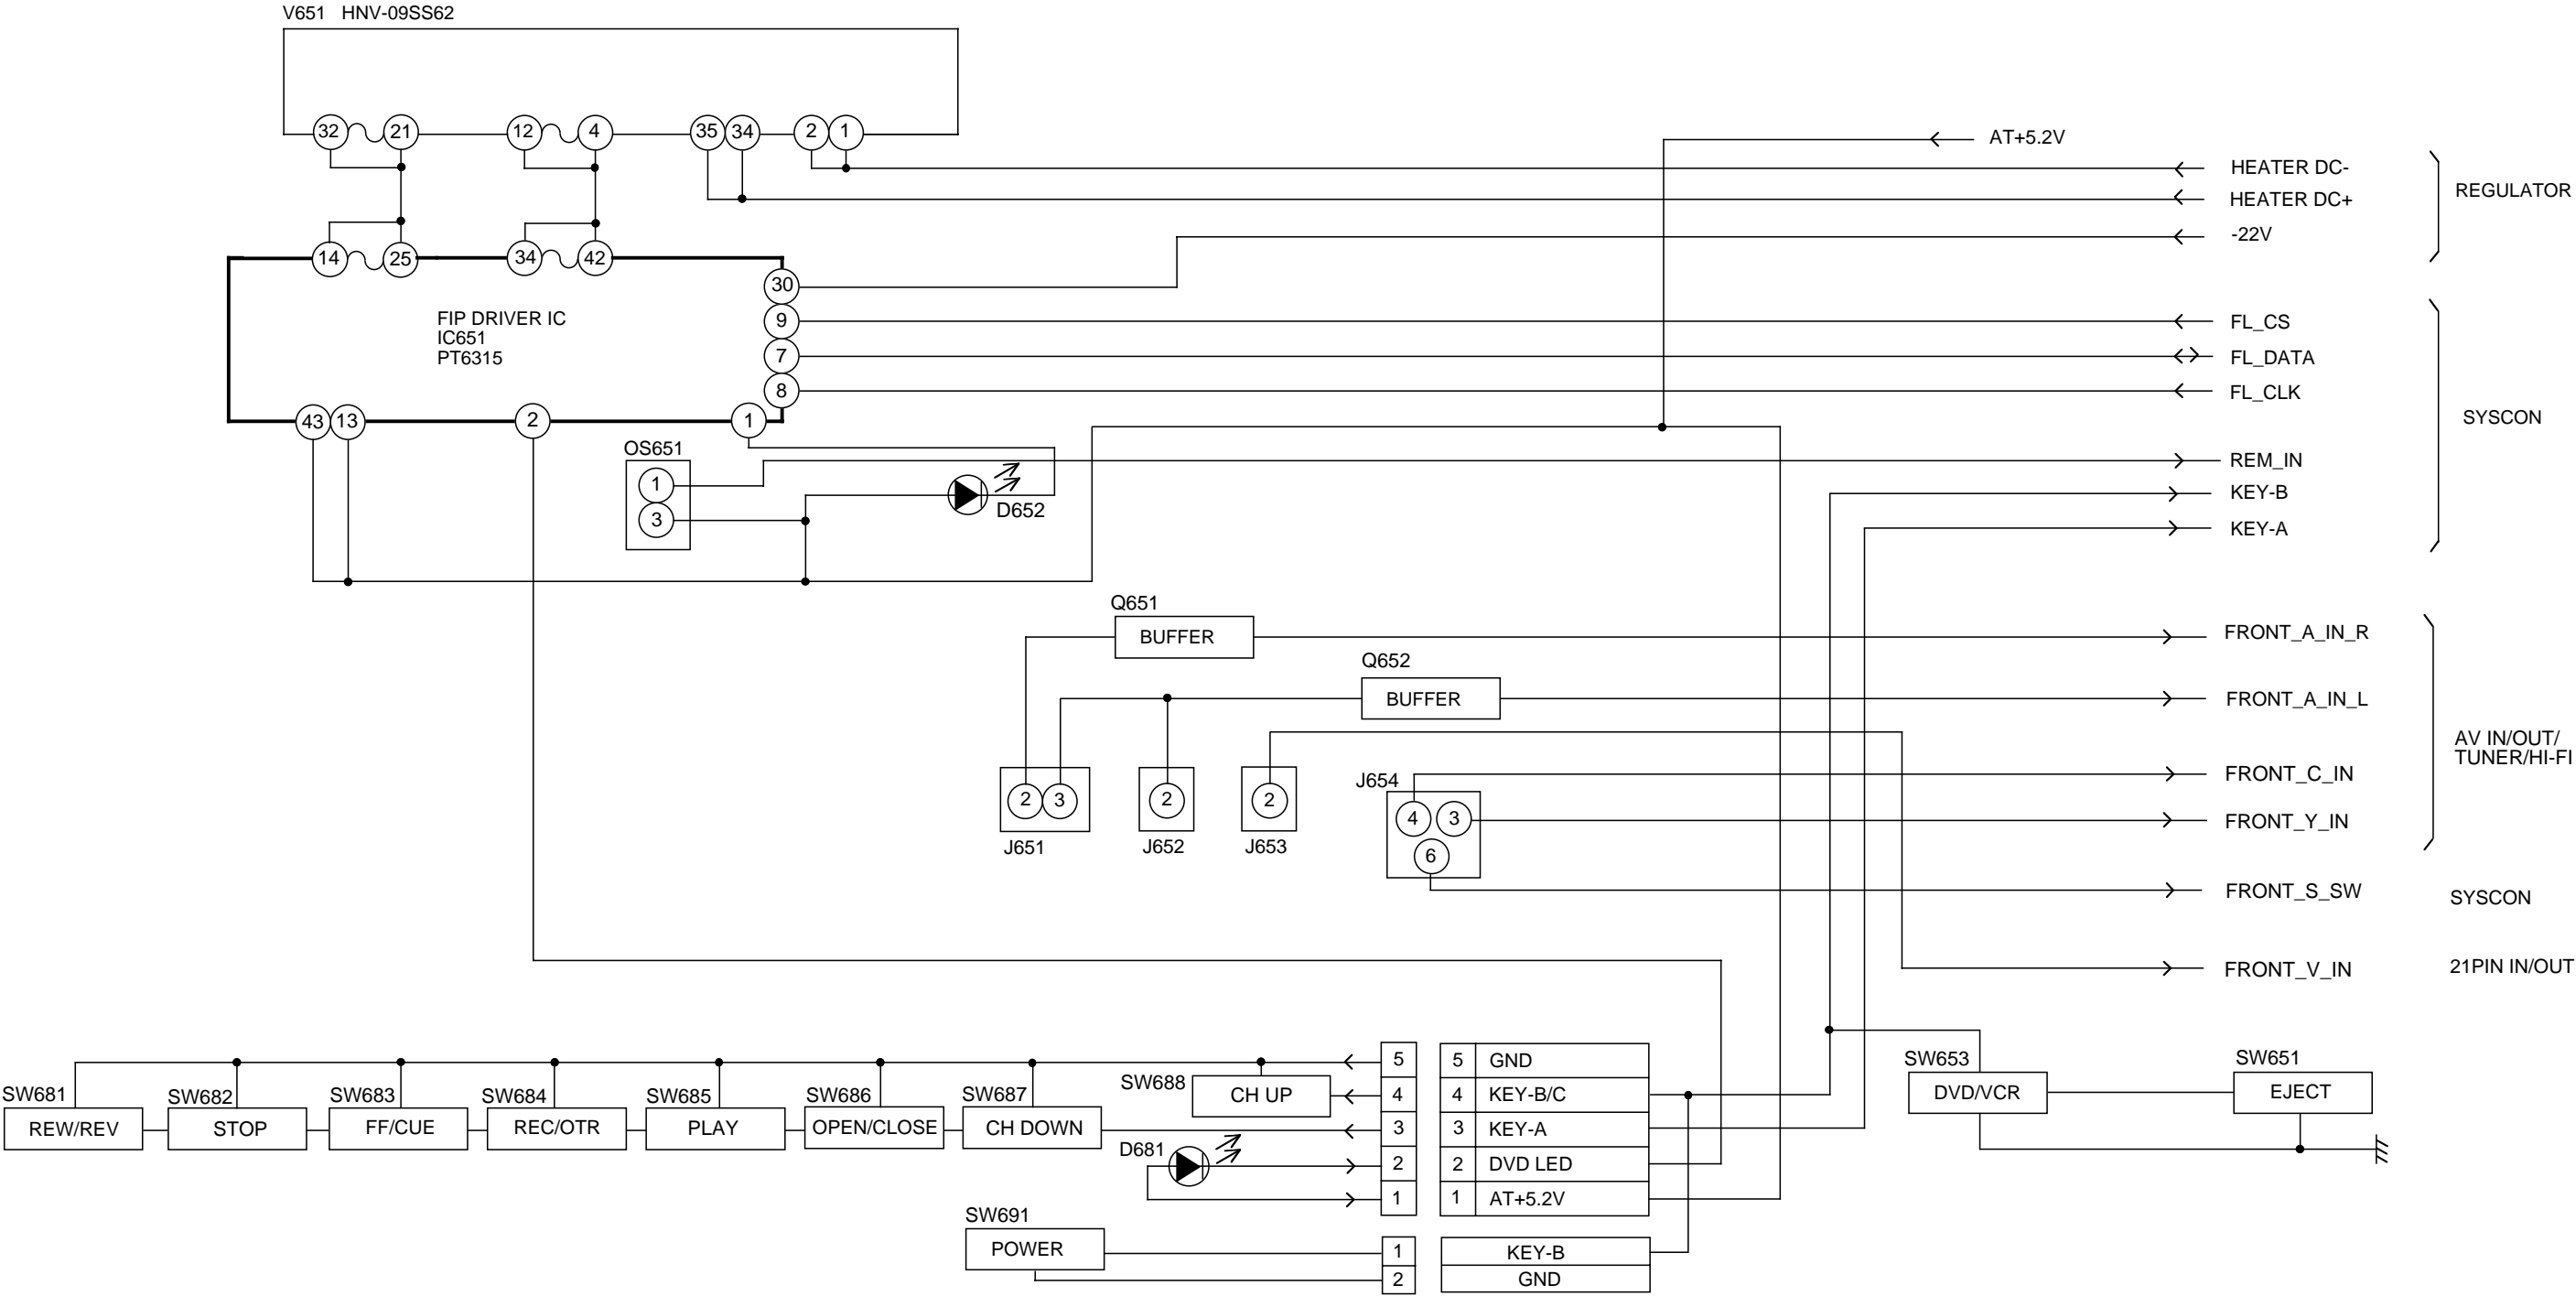 V651 HNV-09SS62
32 21 12 4 35 34 2 1
AT+5.2V
HEATER DC-
HEATER DC+
-22V
REGULATOR
14 25 34 42
30
9
7
8
FIP DRIVER IC
IC651
PT6315
43 13 2 1
FL_CS
FL_DATA
FL_CLK
REM_IN
KEY-B
KEY-A
SYSCON
OS651
1
3
D652
Q651
BUFFER
FRONT_A_IN_R
Q652
BUFFER
FRONT_A_IN_L
AV IN/OUT/
TUNER/HI-FI
2 3
J651
2
J652
2
J653
J654
4 3
6
FRONT_C_IN
FRONT_Y_IN
FRONT_S_SW
SYSCON
FRONT_V_IN
21PIN IN/OUT
SW681
REW/REV
SW682
STOP
SW683
FF/CUE
SW684
REC/OTR
SW685
PLAY
SW686
OPEN/CLOSE
SW687
CH DOWN
SW688
CH UP
D681
5
4
3
2
1
5 GND
4 KEY-B/C
3 KEY-A
2 DVD LED
1 AT+5.2V
SW653
DVD/VCR
SW651
EJECT
SW691
POWER
1
2
KEY-B
GND